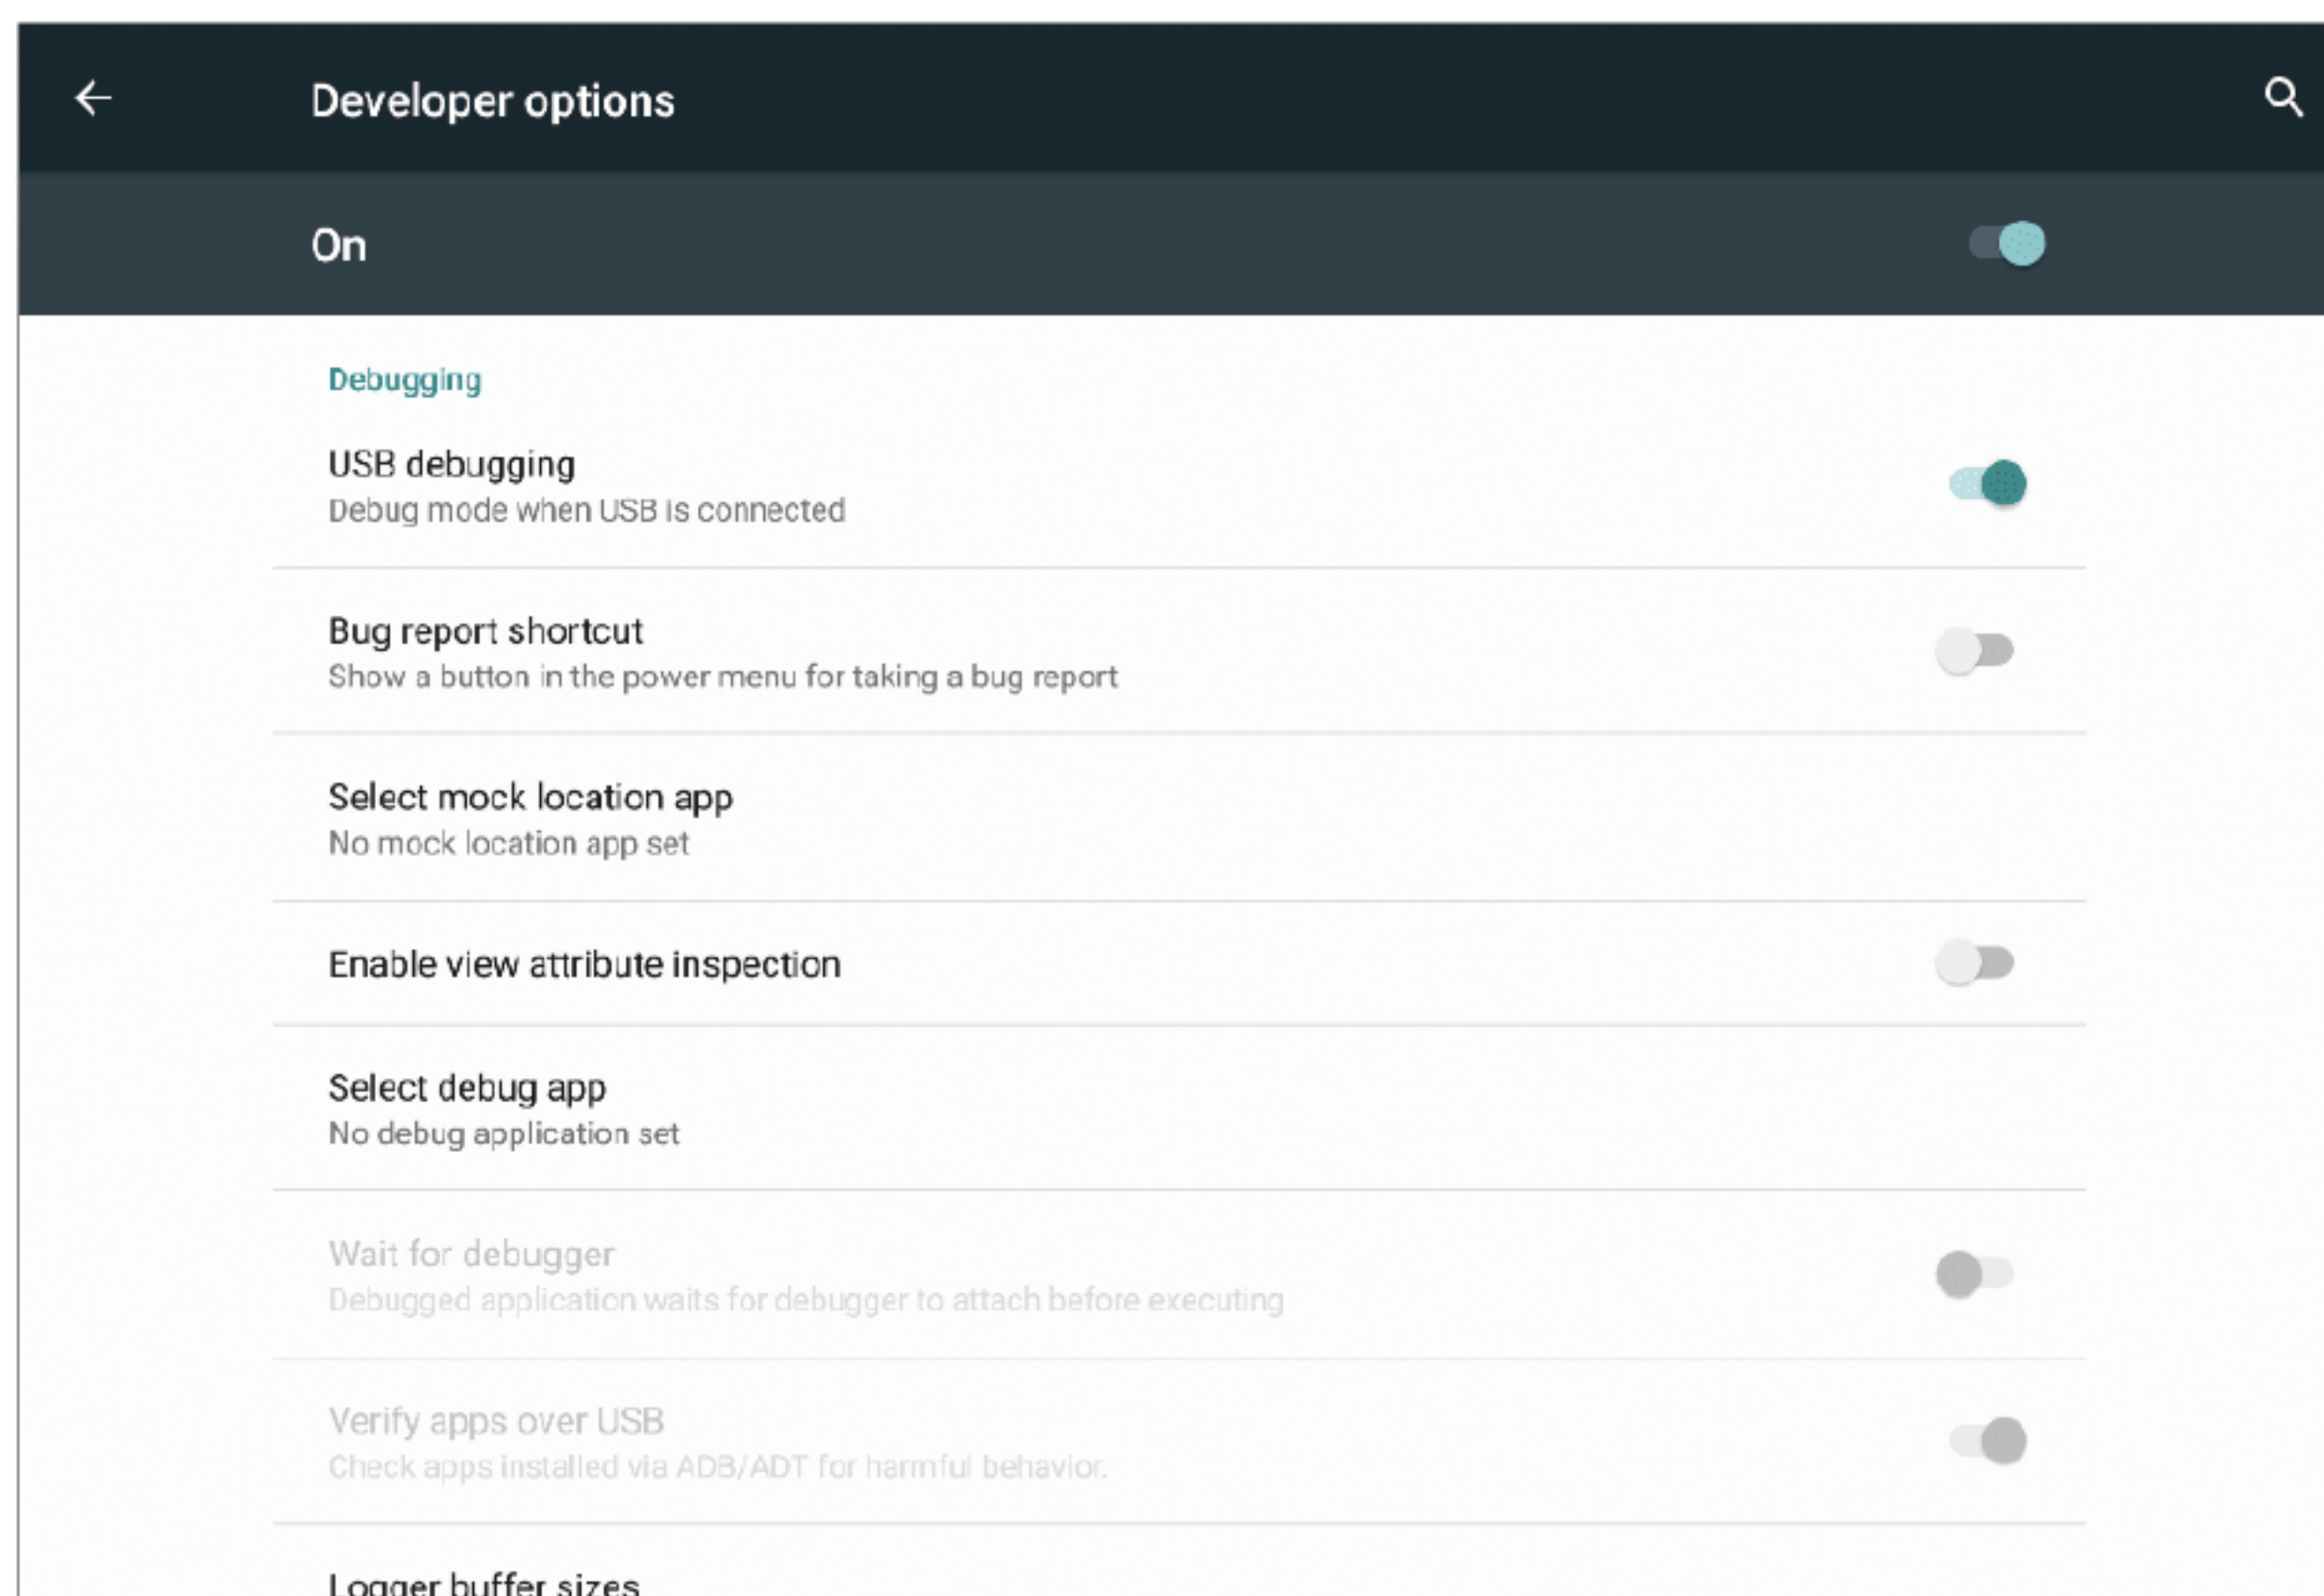 Developer options
On
Debugging
USB debugging
Debug mode when USB is connected
Bug report shortcut
Show a button in the power menu for taking a bug report
Select mock location app
No mock location app set
Enable view attribute inspection
Select debug app
No debug application set
Wait for debugger
Debugged application waits for debugger to attach before executing
Verify apps over USB
Check apps installed via ADB/ADT for harmful behavior.
Logger buffer sizes